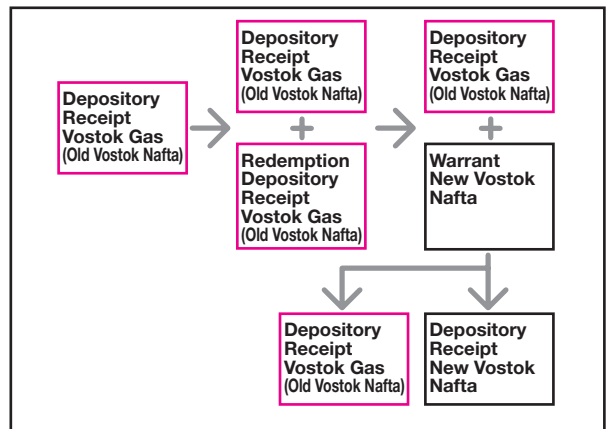 Depository
Receipt
Vostok Gas
(Old Vostok Nafta)
Depository
Receipt
Vostok Gas
(Old Vostok Nafta)
+
Redemption
Depository
Receipt
Vostok Gas
(Old Vostok Nafta)
Depository
Receipt
Vostok Gas
(Old Vostok Nafta)
+
Warrant
New Vostok
Nafta
Depository
Receipt
Vostok Gas
(Old Vostok Nafta)
Depository
Receipt
New Vostok
Nafta